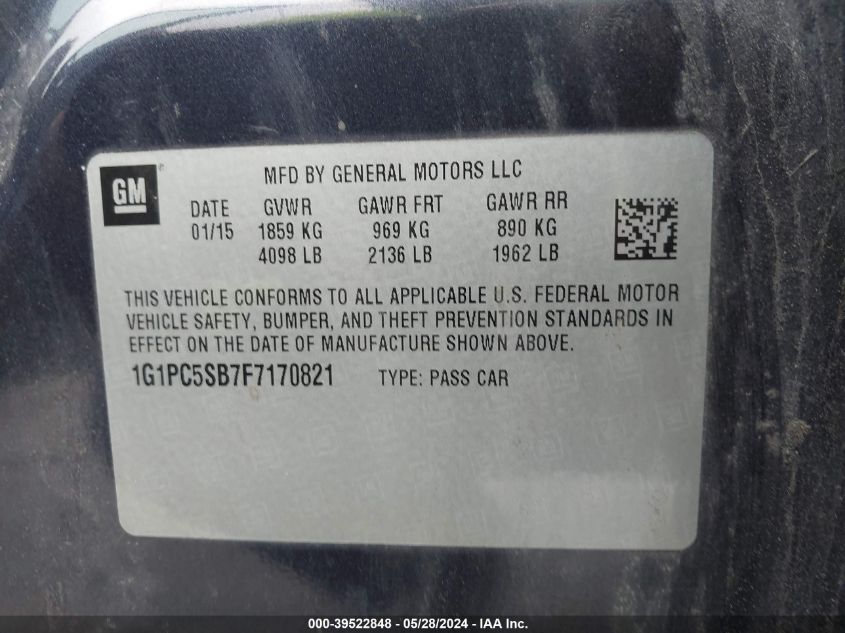 GM
MFD BY GENERAL MOTORS LLC
DATE GVWR GAWR FRT GAWR RR
01/15 1859 KG 969 KG 890 KG
4098 LB 2136 LB 1962 LB
THIS VEHICLE CONFORMS TO ALL APPLICABLE U.S. FEDERAL MOTOR
VEHICLE SAFETY, BUMPER, AND THEFT PREVENTION STANDARDS IN
EFFECT ON THE DATE OF MANUFACTURE SHOWN ABOVE.
1G1PC5SB7F7170821 TYPE: PASS CAR
000-39522848 - 05/28/2024 - IAA Inc.